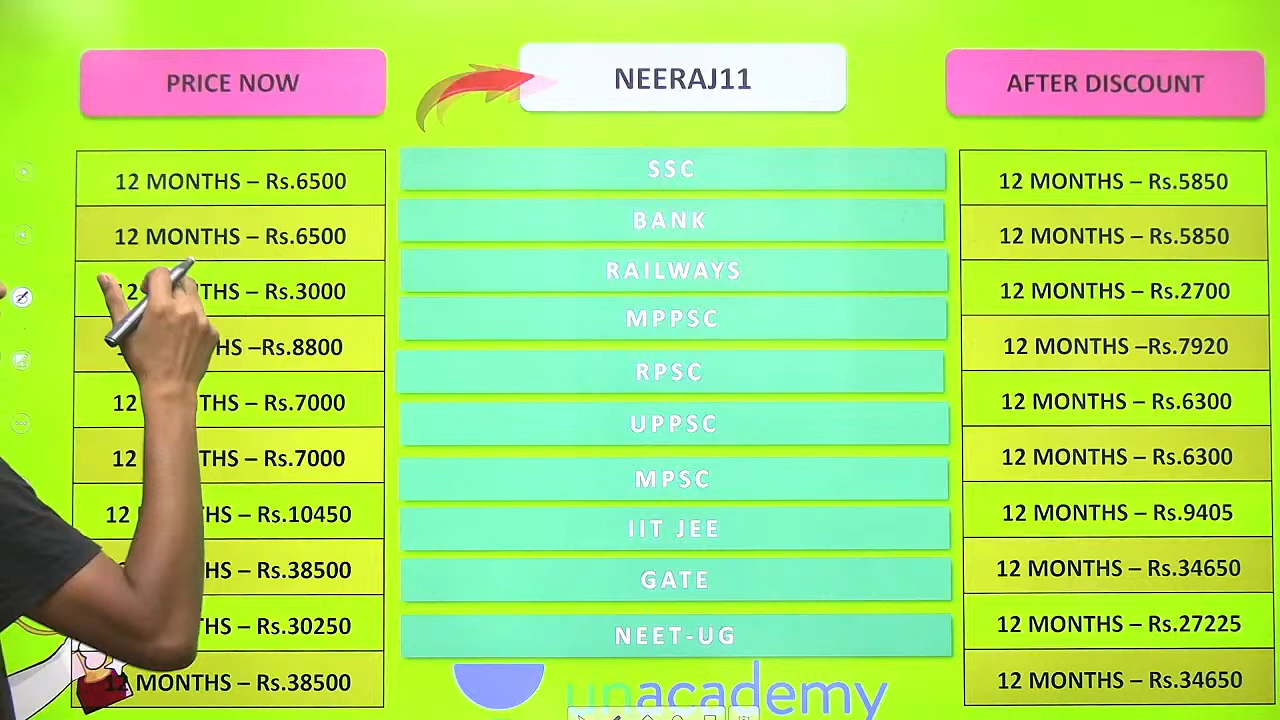 PRICE NOW NEERAJ11 AFTER DISCOUNT
12 MONTHS – Rs.6500 SSC 12 MONTHS – Rs.5850
12 MONTHS – Rs.6500 BANK 12 MONTHS – Rs.5850
12 THS – Rs.3000 RAILWAYS 12 MONTHS – Rs.2700
HS –Rs.8800 MPPSC 12 MONTHS –Rs.7920
12 THS – Rs.7000 RPSC 12 MONTHS – Rs.6300
12 THS – Rs.7000 UPPSC 12 MONTHS – Rs.6300
12 HS – Rs.10450 MPSC 12 MONTHS – Rs.9405
HS – Rs.38500 IIT JEE 12 MONTHS – Rs.34650
THS – Rs.30250 GATE 12 MONTHS – Rs.27225
12 MONTHS – Rs.38500 NEET-UG 12 MONTHS – Rs.34650
unacademy